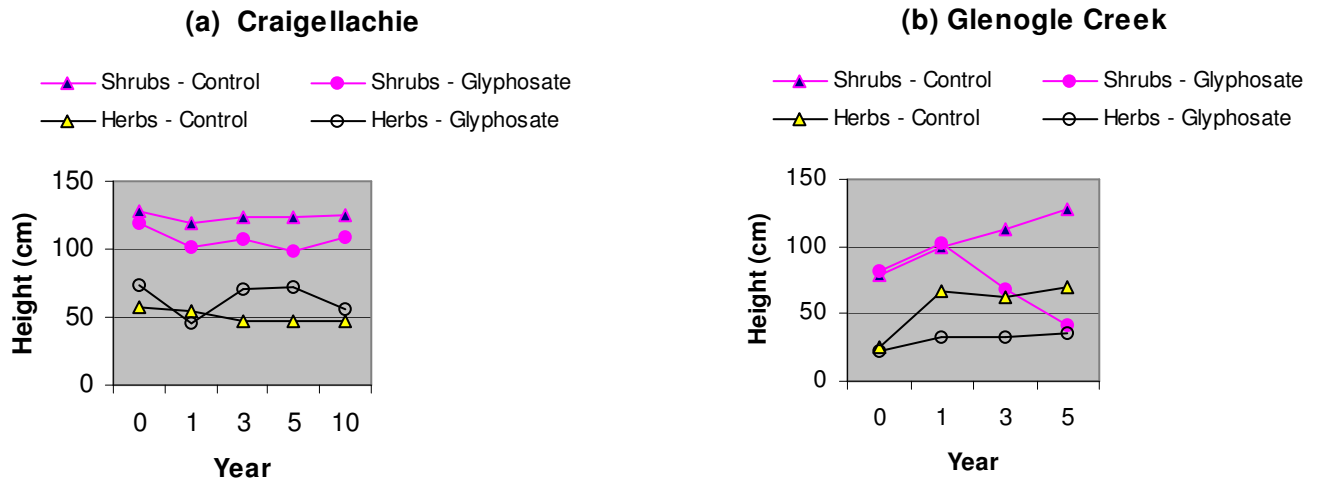 (a) Craigellachie
Shrubs - Control
Shrubs - Glyphosate
Herbs - Control
Herbs - Glyphosate
150
100
50
0
Height (cm)
0 1 3 5 10
Year
(b) Glenogle Creek
Shrubs - Control
Shrubs - Glyphosate
Herbs - Control
Herbs - Glyphosate
150
100
50
0
Height (cm)
0 1 3 5
Year